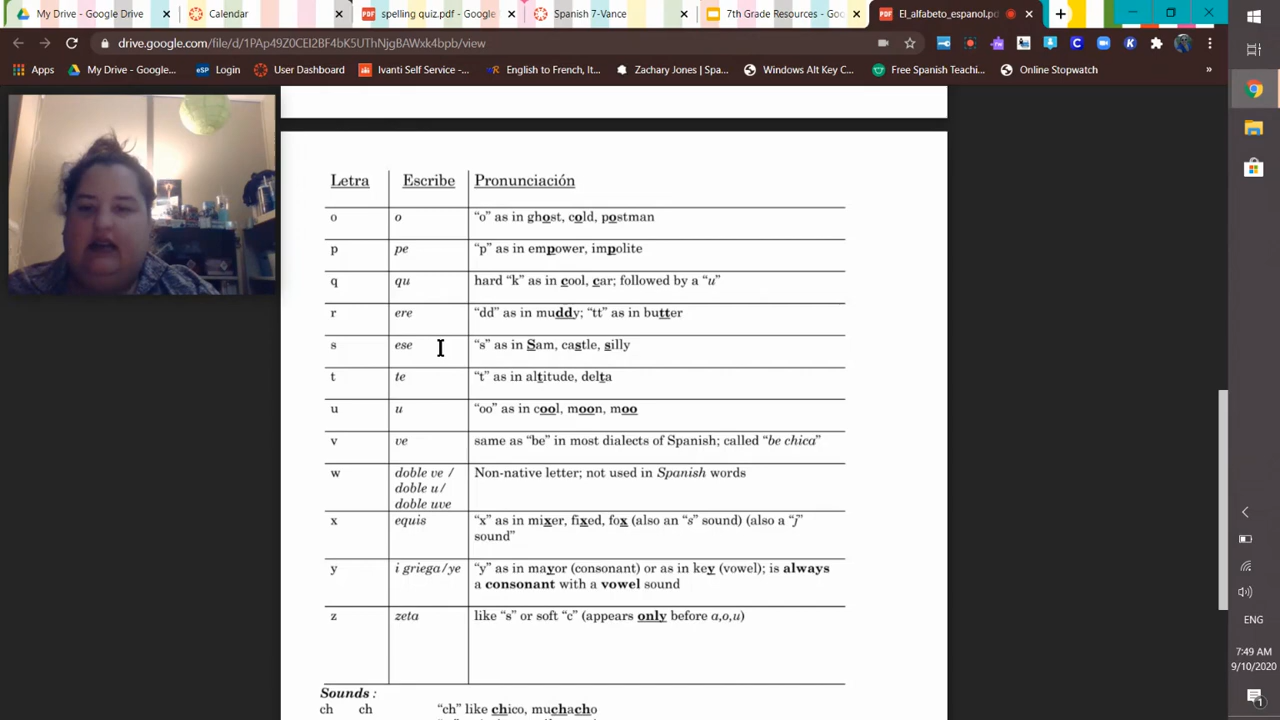 My Drive - Google D
Calendar
spelling quiz.pdf - Google
Spanish 7-Vance
7th Grade Resources - Goo
El_alfabeto_espanol.pd
drive.google.com/file/d/1PAp49Z0CEI2BF4bK5UThNjgBAWxk4bpb/view
Apps
My Drive - Google...
eSP Login
User Dashboard
Ivanti Self Service -...
English to French, It...
Zachary Jones | Spa...
Windows Alt Key C...
Free Spanish Teachi...
Online Stopwatch
»
Letra Escribe Pronunciación
o o “o” as in ghost, cold, postman
p pe “p” as in empower, impolite
q qu hard “k” as in cool, car; followed by a “u”
r ere “dd” as in muddy; “tt” as in butter
s ese “s” as in Sam, castle, silly
t te “t” as in altitude, delta
u u “oo” as in cool, moon, moo
v ve same as “be” in most dialects of Spanish; called “be chica”
w doble ve / Non-native letter; not used in Spanish words
doble u/
doble uve
x equis “x” as in mixer, fixed, fox (also an “s” sound) (also a “j”
sound”
y i griega/ye “y” as in mayor (consonant) or as in key (vowel); is always
a consonant with a vowel sound
z zeta like “s” or soft “c” (appears only before a,o,u)
Sounds :
ch ch “ch” like chico, muchacho
ENG
7:49 AM
9/10/2020